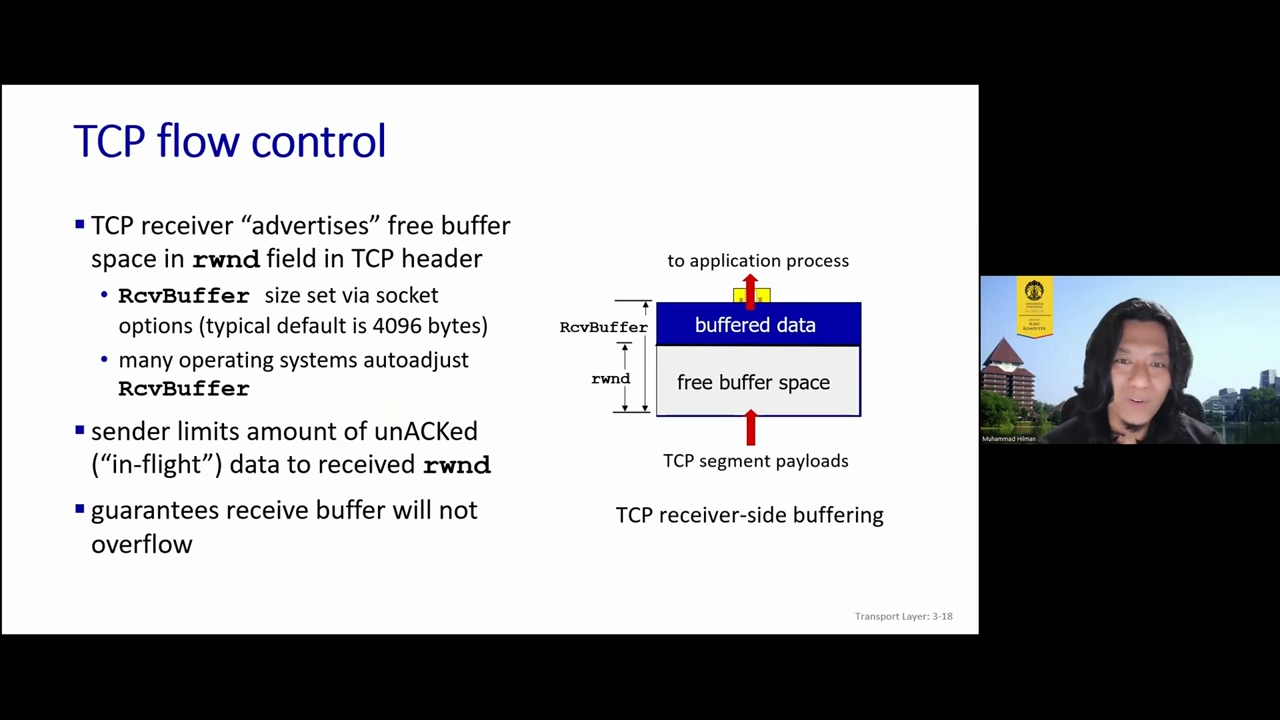 TCP flow control
TCP receiver “advertises” free buffer
space in rwnd field in TCP header
RcvBuffer size set via socket
options (typical default is 4096 bytes)
many operating systems autoadjust
RcvBuffer
sender limits amount of unACKed
(“in-flight”) data to received rwnd
guarantees receive buffer will not
overflow
to application process
RcvBuffer
buffered data
rwnd
free buffer space
TCP segment payloads
TCP receiver-side buffering
Transport Layer: 3-18
ILMU
KOMPUTER
Muhammad Hilman